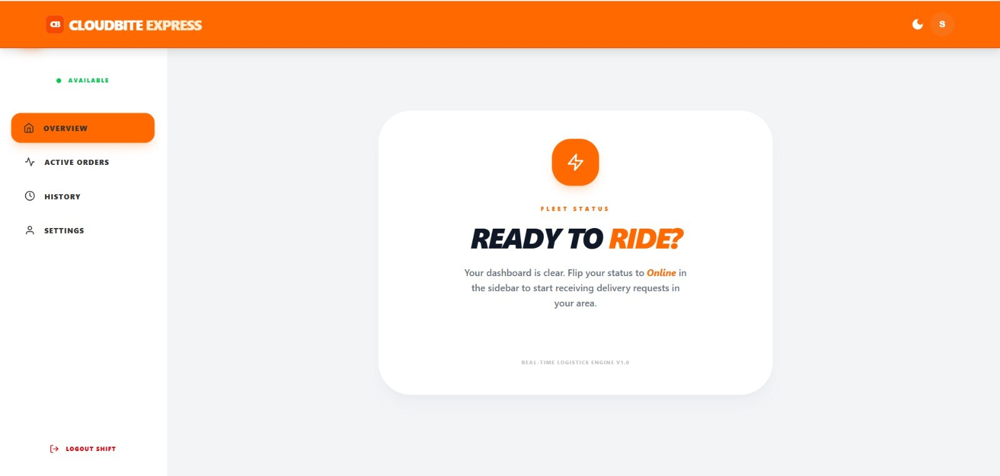 CB CLOUDBITE EXPRESS
S
AVAILABLE
OVERVIEW
ACTIVE ORDERS
HISTORY
SETTINGS
LOGOUT SHIFT
FLEET STATUS
READY TO RIDE?
Your dashboard is clear. Flip your status to Online in
the sidebar to start receiving delivery requests in
your area.
REAL-TIME LOGISTICS ENGINE V1.0